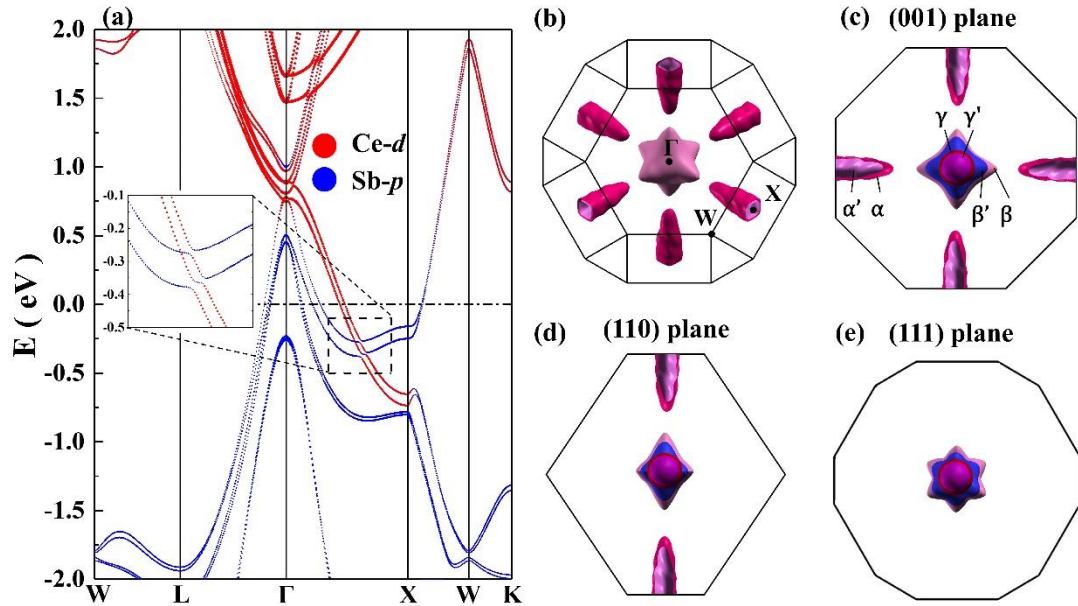 (a)
2.0
1.5
1.0
0.5
0.0
-0.5
-1.0
-1.5
-2.0
E ( eV)
W
L
Γ
X
W
K
Ce-d
Sb-p
-0.1
-0.2
-0.3
-0.4
-0.5
(b)
Γ
X
W
(c)
(001) plane
γ
γ'
α'
α
β'
β
(d)
(110) plane
(e)
(111) plane